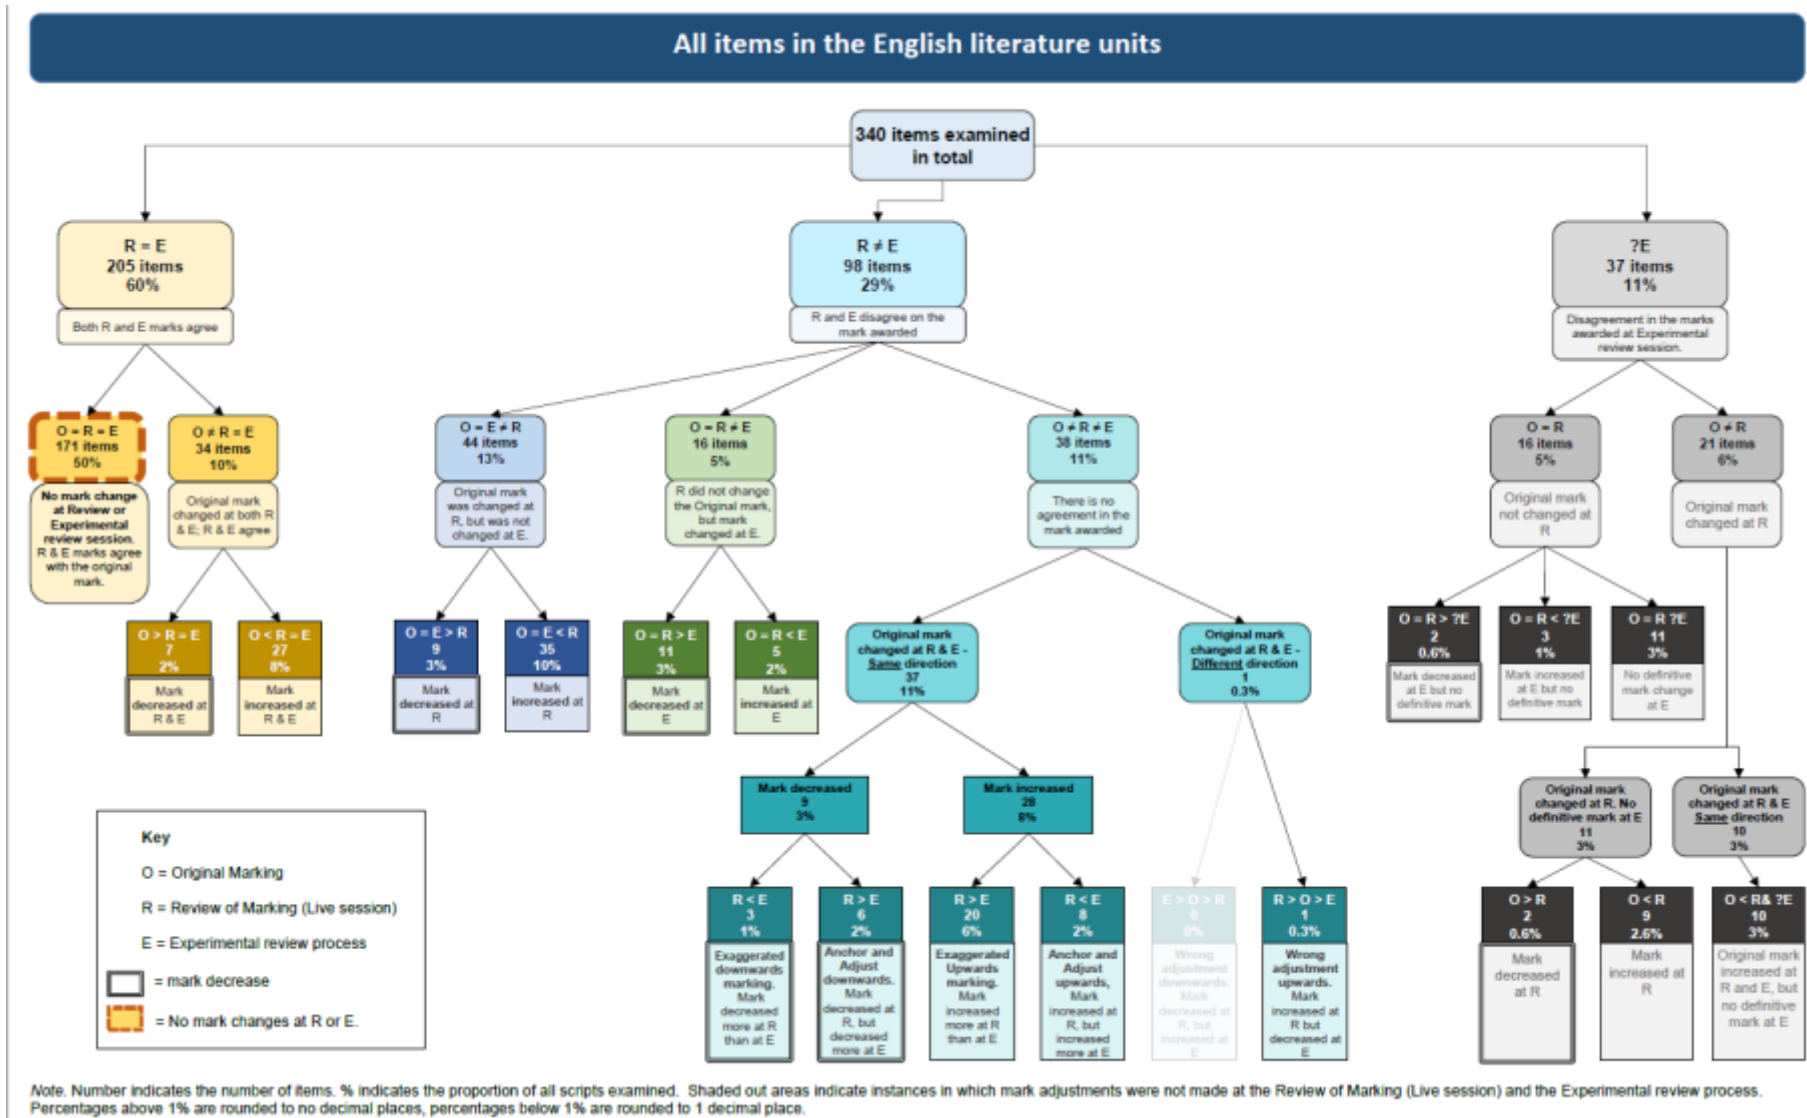 All items in the English literature units
340 items examined
in total
R = E
205 items
60%
Both R and E marks agree
R ≠ E
98 items
29%
R and E disagree on the
mark awarded
?E
37 items
11%
Disagreement in the marks
awarded at Experimental
review session.
O = R = E
171 items
50%
No mark change
at Review or
Experimental
review session.
R & E marks agree
with the original
mark.
O ≠ R = E
34 items
10%
Original mark
changed at both R
& E; R & E agree
O = E ≠ R
44 items
13%
Original mark
was changed at
R, but was not
changed at E.
O = R ≠ E
16 items
5%
R did not change
the Original mark,
but mark
changed at E.
O ≠ R ≠ E
38 items
11%
There is no
agreement in the
mark awarded
O = R
16 items
5%
Original mark
not changed at
R
O ≠ R
21 items
6%
Original mark
changed at R
O > R = E
7
2%
Mark
decreased at
R & E
O < R = E
27
8%
Mark
increased at
R & E
O = E > R
9
3%
Mark
decreased at
R
O = E < R
35
10%
Mark
increased at
R
O = R > E
11
3%
Mark
decreased at
E
O = R < E
5
2%
Mark
increased at
E
Original mark
changed at R & E -
Same direction
37
11%
Original mark
changed at R & E -
Different direction
1
0.3%
O = R > ?E
2
0.6%
Mark decreased
at E but no
definitive mark
O = R < ?E
3
1%
Mark increased
at E but no
definitive mark
O = R ?E
11
3%
No definitive
mark change
at E
Mark decreased
9
3%
Mark increased
28
8%
Original mark
changed at R. No
definitive mark at E
11
3%
Original mark
changed at R & E
Same direction
10
3%
R < E
3
1%
Exaggerated
downwards
marking.
Mark
decreased
more at R
than at E
R > E
6
2%
Anchor and
Adjust
downwards.
Mark
decreased at
R, but
decreased
more at E
R > E
20
6%
Exaggerated
Upwards
marking.
Mark
increased
more at R
than at E
R < E
8
2%
Anchor and
Adjust
upwards,
Mark
increased at
R, but
increased
more at E
E > O > R
0
0%
Wrong
adjustment
downwards.
Mark
decreased at
R, but
increased at
E
R > O > E
1
0.3%
Wrong
adjustment
upwards.
Mark
increased at
R but
decreased at
E
O > R
2
0.6%
Mark
decreased
at R
O < R
9
2.6%
Mark
increased at
R
O < R& ?E
10
3%
Original mark
increased at
R and E, but
no definitive
mark at E
Key
O = Original Marking
R = Review of Marking (Live session)
E = Experimental review process
= mark decrease
= No mark changes at R or E.
Note. Number indicates the number of items. % indicates the proportion of all scripts examined. Shaded out areas indicate instances in which mark adjustments were not made at the Review of Marking (Live session) and the Experimental review process.
Percentages above 1% are rounded to no decimal places, percentages below 1% are rounded to 1 decimal place.